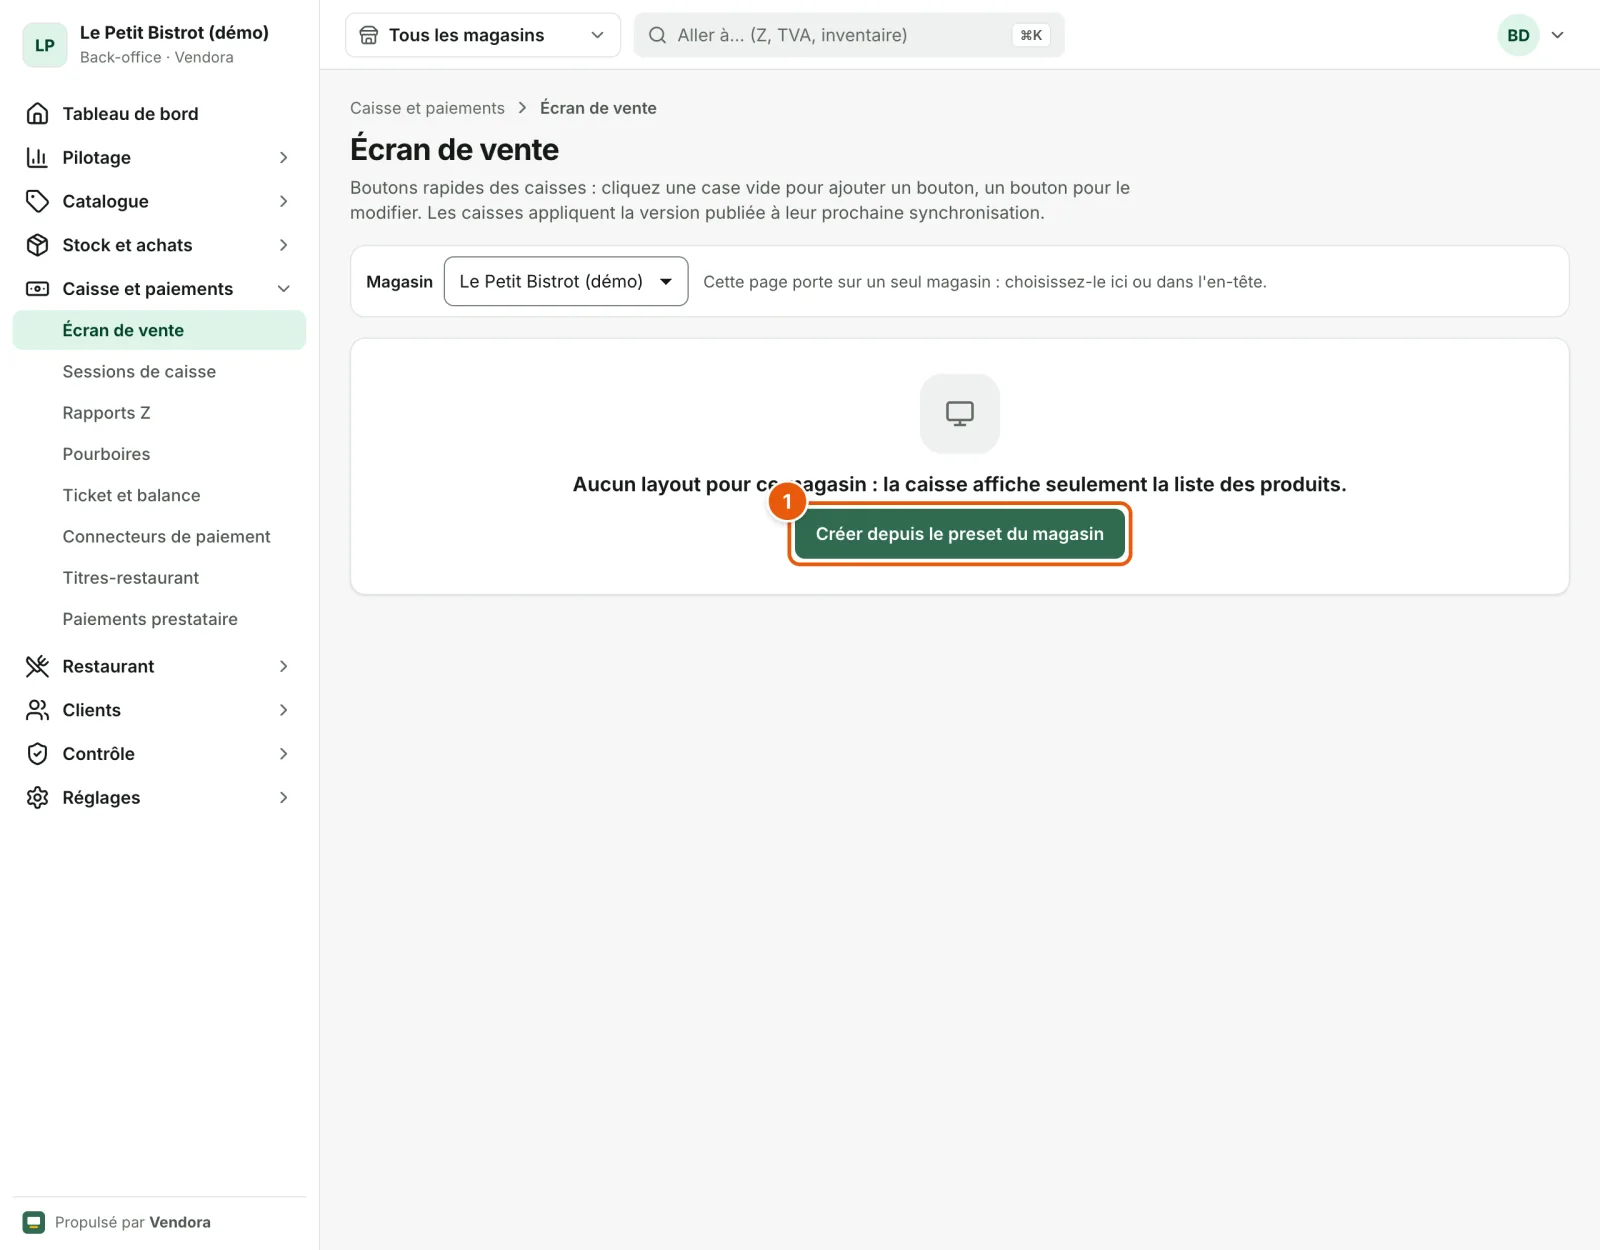 LP
Le Petit Bistrot (démo)
Back-office · Vendora
Tous les magasins
Aller à... (Z, TVA, inventaire)
⌘K
BD
Tableau de bord
Pilotage
Catalogue
Stock et achats
Caisse et paiements
Écran de vente
Sessions de caisse
Rapports Z
Pourboires
Ticket et balance
Connecteurs de paiement
Titres-restaurant
Paiements prestataire
Restaurant
Clients
Contrôle
Réglages
Propulsé par Vendora
Caisse et paiements > Écran de vente
Écran de vente
Boutons rapides des caisses : cliquez une case vide pour ajouter un bouton, un bouton pour le
modifier. Les caisses appliquent la version publiée à leur prochaine synchronisation.
Magasin
Le Petit Bistrot (démo)
Cette page porte sur un seul magasin : choisissez-le ici ou dans l'en-tête.
Aucun layout pour ce magasin : la caisse affiche seulement la liste des produits.
1
Créer depuis le preset du magasin